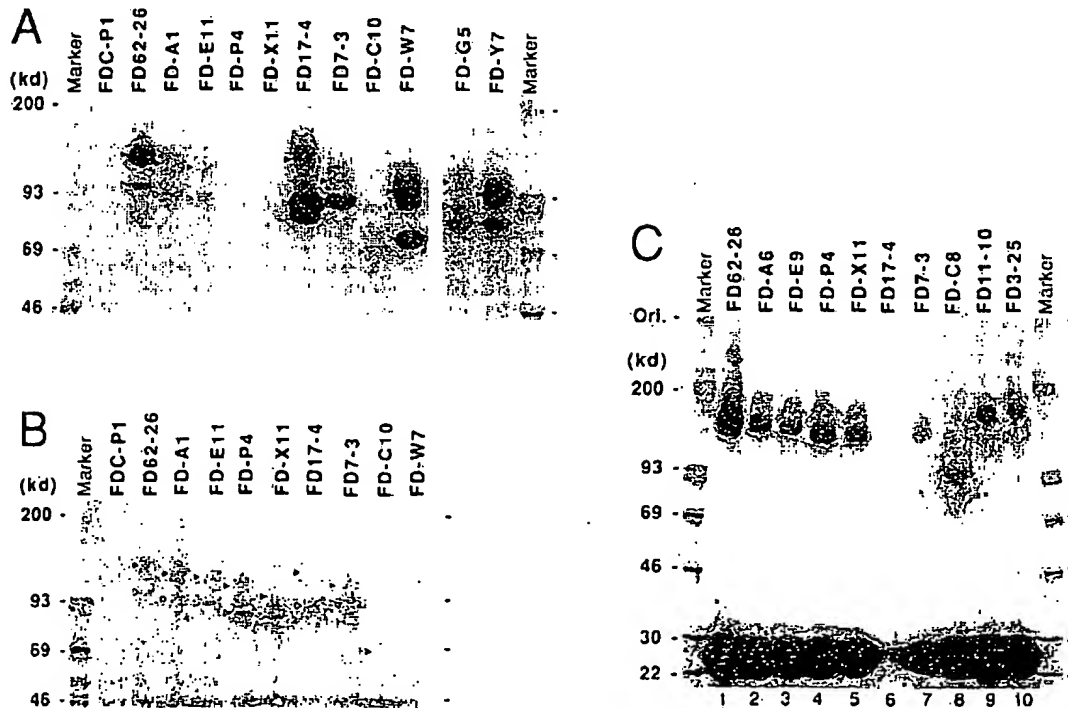 A
Marker FDC-P1 FD62-26 FD-A1 FD-E11 FD-P4 FD-X11 FD17-4 FD7-3 FD-C10 FD-W7 FD-G5 FD-Y7 Marker
(kd)
200
93
69
46
B
Marker FDC-P1 FD62-26 FD-A1 FD-E11 FD-P4 FD-X11 FD17-4 FD7-3 FD-C10 FD-W7
(kd)
200
93
69
46
C
Marker FD62-26 FD-A6 FD-E9 FD-P4 FD-X11 FD17-4 FD7-3 FD-C8 FD11-10 FD3-25 Marker
Ori.
(kd)
200
93
69
46
30
22
1 2 3 4 5 6 7 8 9 10